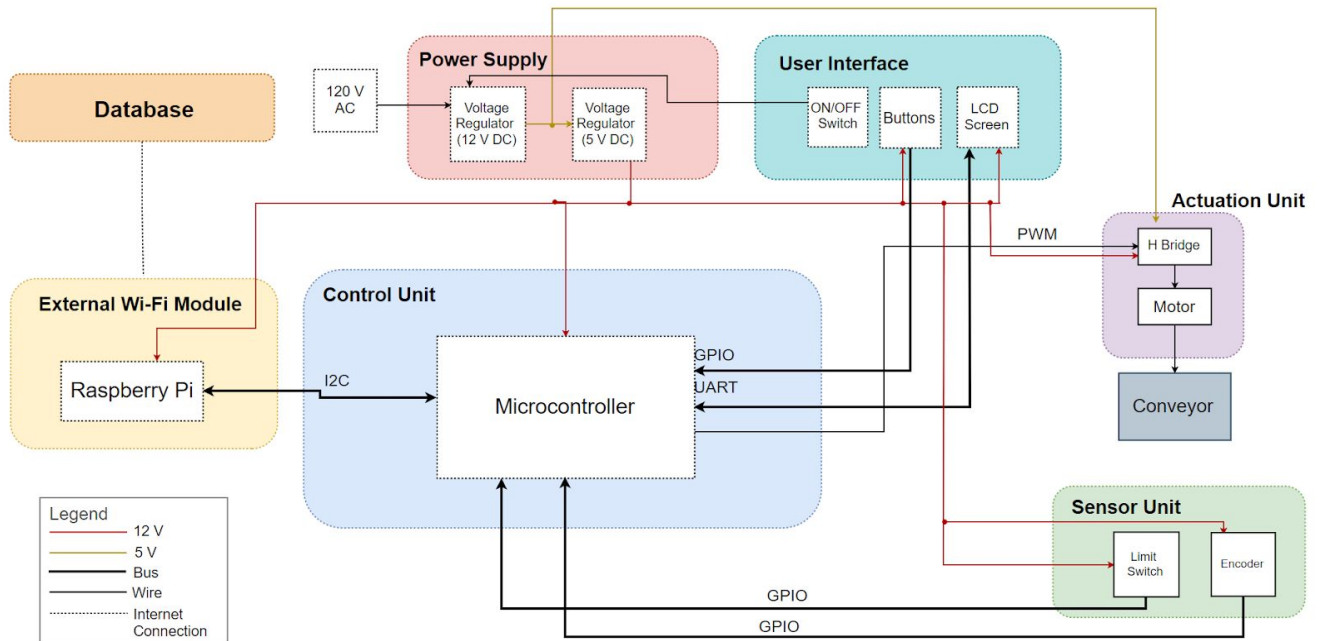 Power Supply
User Interface
Database
120 V
AC
Voltage
Regulator
(12 V DC)
Voltage
Regulator
(5 V DC)
ON/OFF
Switch
Buttons
LCD
Screen
Actuation Unit
PWM
H Bridge
Motor
Conveyor
External Wi-Fi Module
Raspberry Pi
I2C
Control Unit
Microcontroller
GPIO
UART
Legend
12 V
5 V
Bus
Wire
Internet
Connection
Sensor Unit
Limit
Switch
Encoder
GPIO
GPIO